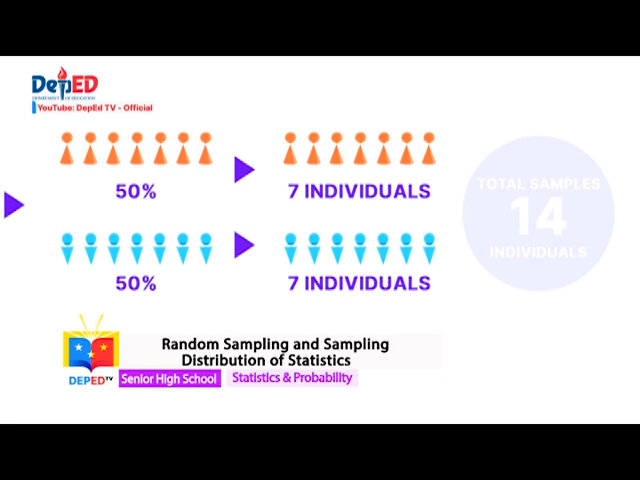 DepED
DEPARTMENT OF EDUCATION
YouTube: DepEd TV - Official
50%
7 INDIVIDUALS
TOTAL SAMPLES
14
INDIVIDUALS
50%
7 INDIVIDUALS
Random Sampling and Sampling
Distribution of Statistics
DEPED TV
Senior High School
Statistics & Probability